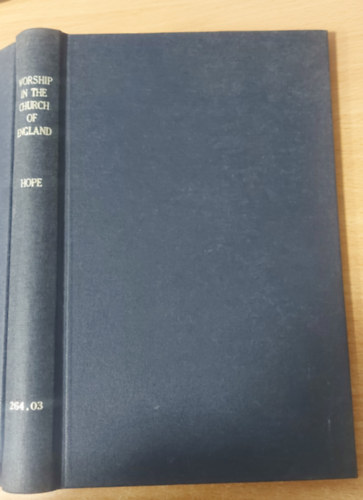 WORSHIP
IN THE
CHURCH
OF
ENGLAND
HOPE
264.03